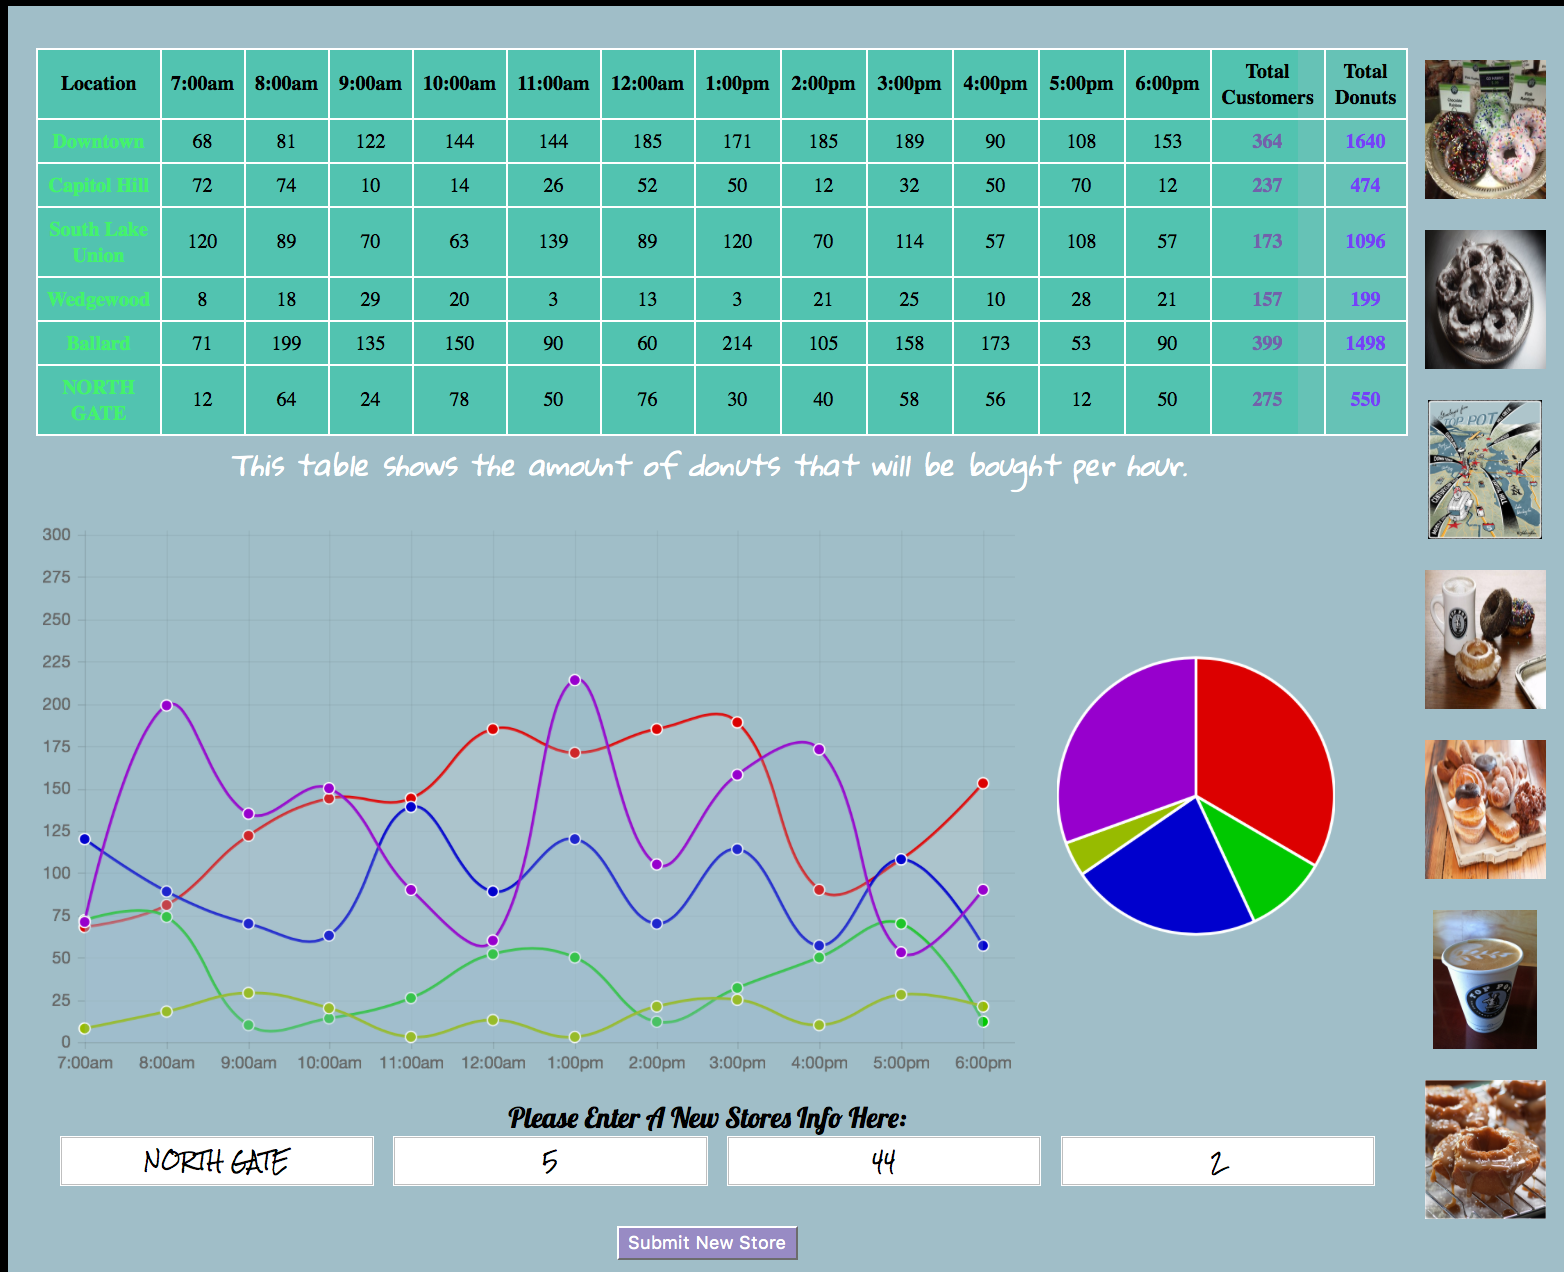 Location 7:00am 8:00am 9:00am 10:00am 11:00am 12:00am 1:00pm 2:00pm 3:00pm 4:00pm 5:00pm 6:00pm Total Customers Total Donuts
Downtown 68 81 122 144 144 185 171 185 189 90 108 153 364 1640
Capitol Hill 72 74 10 14 26 52 50 12 32 50 70 12 237 474
South Lake Union 120 89 70 63 139 89 120 70 114 57 108 57 173 1096
Wedgewood 8 18 29 20 3 13 3 21 25 10 28 21 157 199
Ballard 71 199 135 150 90 60 214 105 158 173 53 90 399 1498
NORTH GATE 12 64 24 78 50 76 30 40 58 56 12 50 275 550
This table shows the amount of donuts that will be bought per hour.
300
275
250
225
200
175
150
125
100
75
50
25
0
7:00am 8:00am 9:00am 10:00am 11:00am 12:00am 1:00pm 2:00pm 3:00pm 4:00pm 5:00pm 6:00pm
Please Enter A New Stores Info Here:
NORTH GATE 5 44 2
Submit New Store
TOP POT
TOP POT